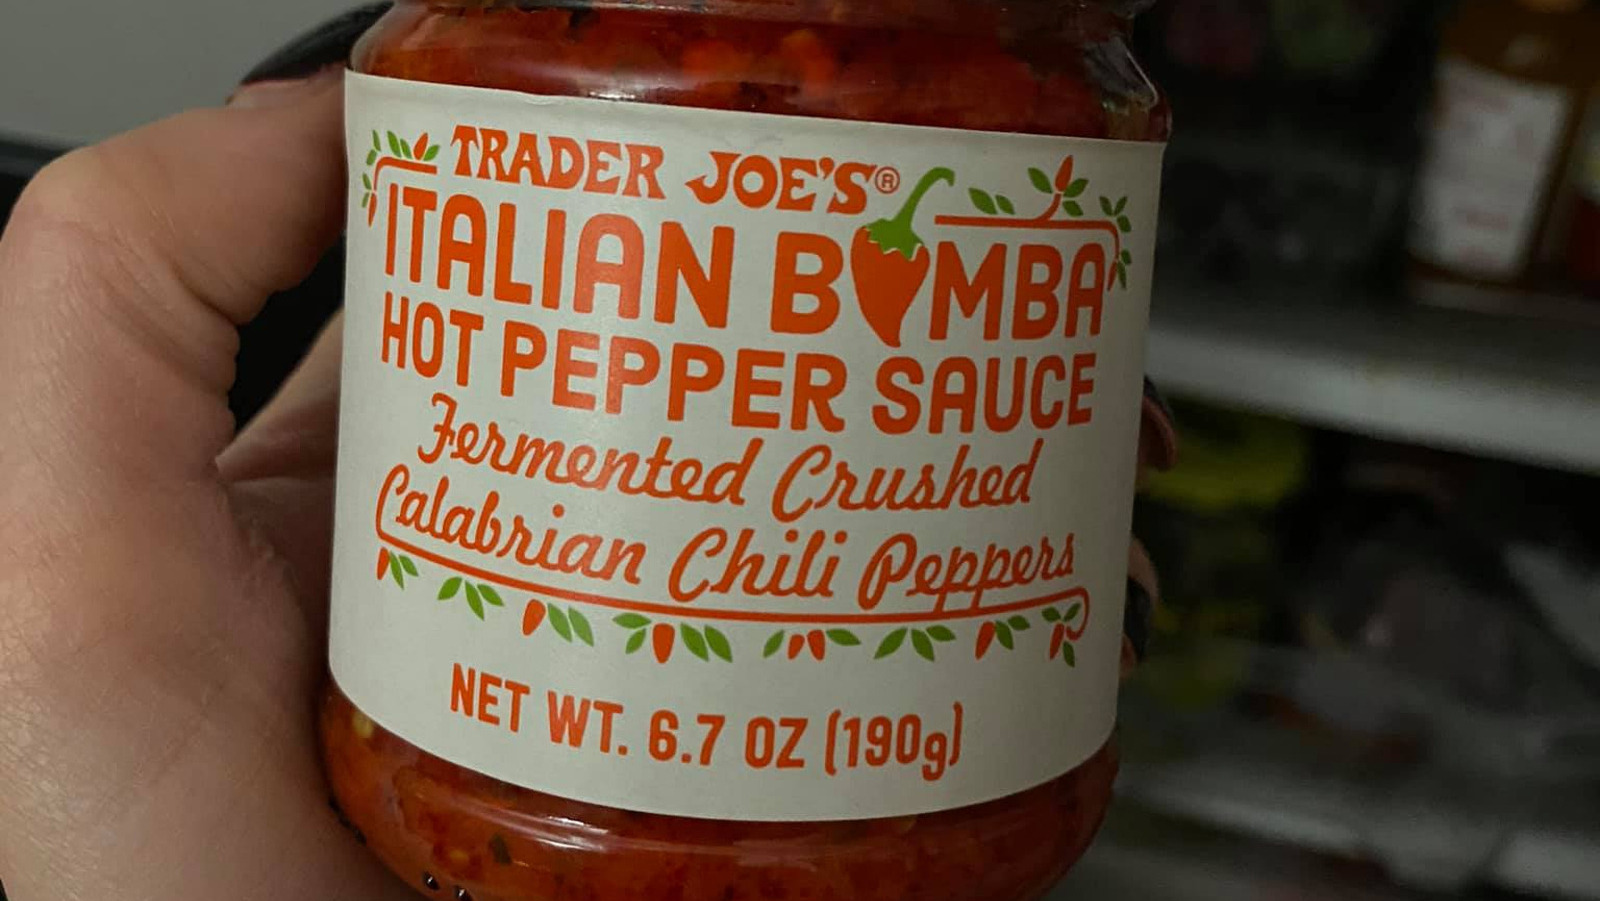 TRADER JOE'S®
ITALIAN BOMBA
HOT PEPPER SAUCE
Fermented Crushed
Calabrian Chili Peppers
NET WT. 6.7 OZ (190g)